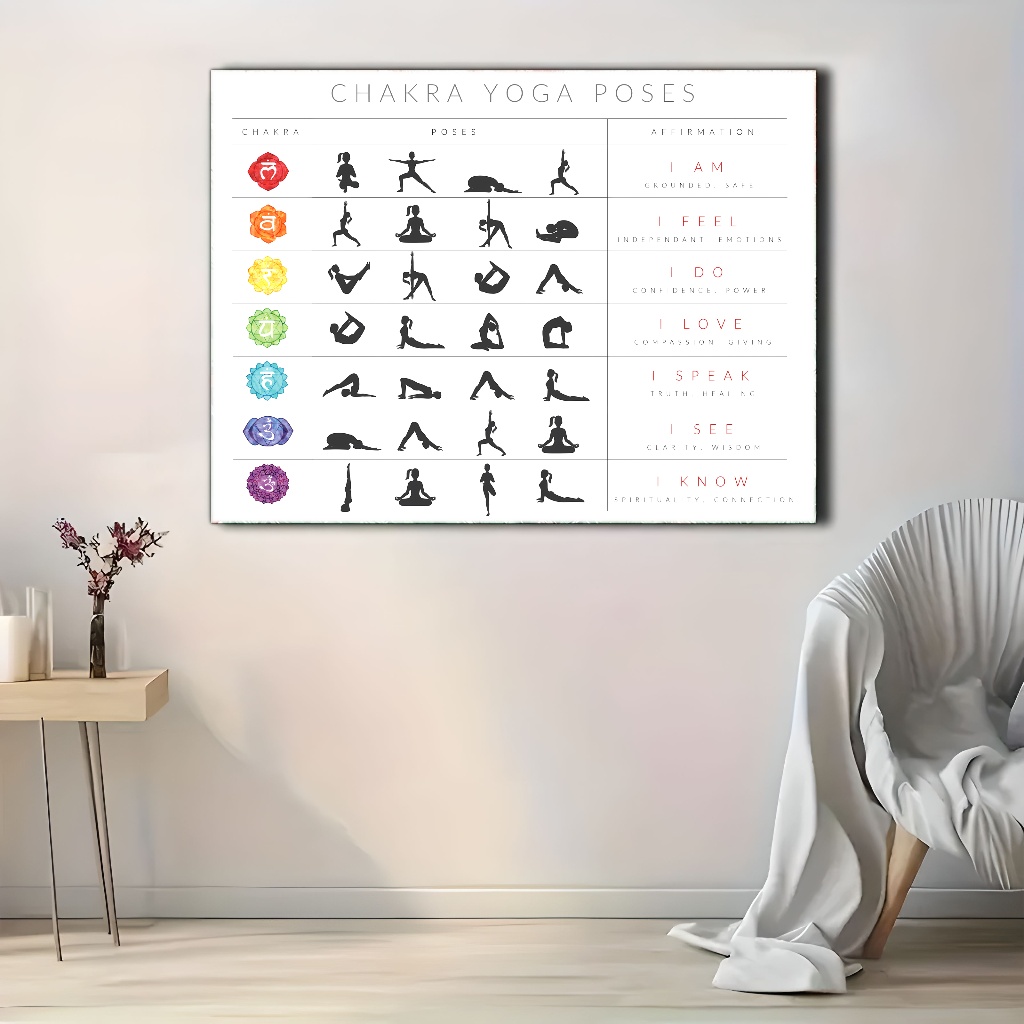 CHAKRA YOGA POSES
CHAKRA POSES AFFIRMATION
लं
I AM
GROUNDED, SAFE
वं
I FEEL
INDEPENDANT, EMOTIONS
रं
I DO
CONFIDENCE, POWER
यं
I LOVE
COMPASSION, GIVING
हं
I SPEAK
TRUTH, HEALING
ॐ
I SEE
CLARITY, WISDOM
ॐ
I KNOW
SPIRITUALITY, CONNECTION